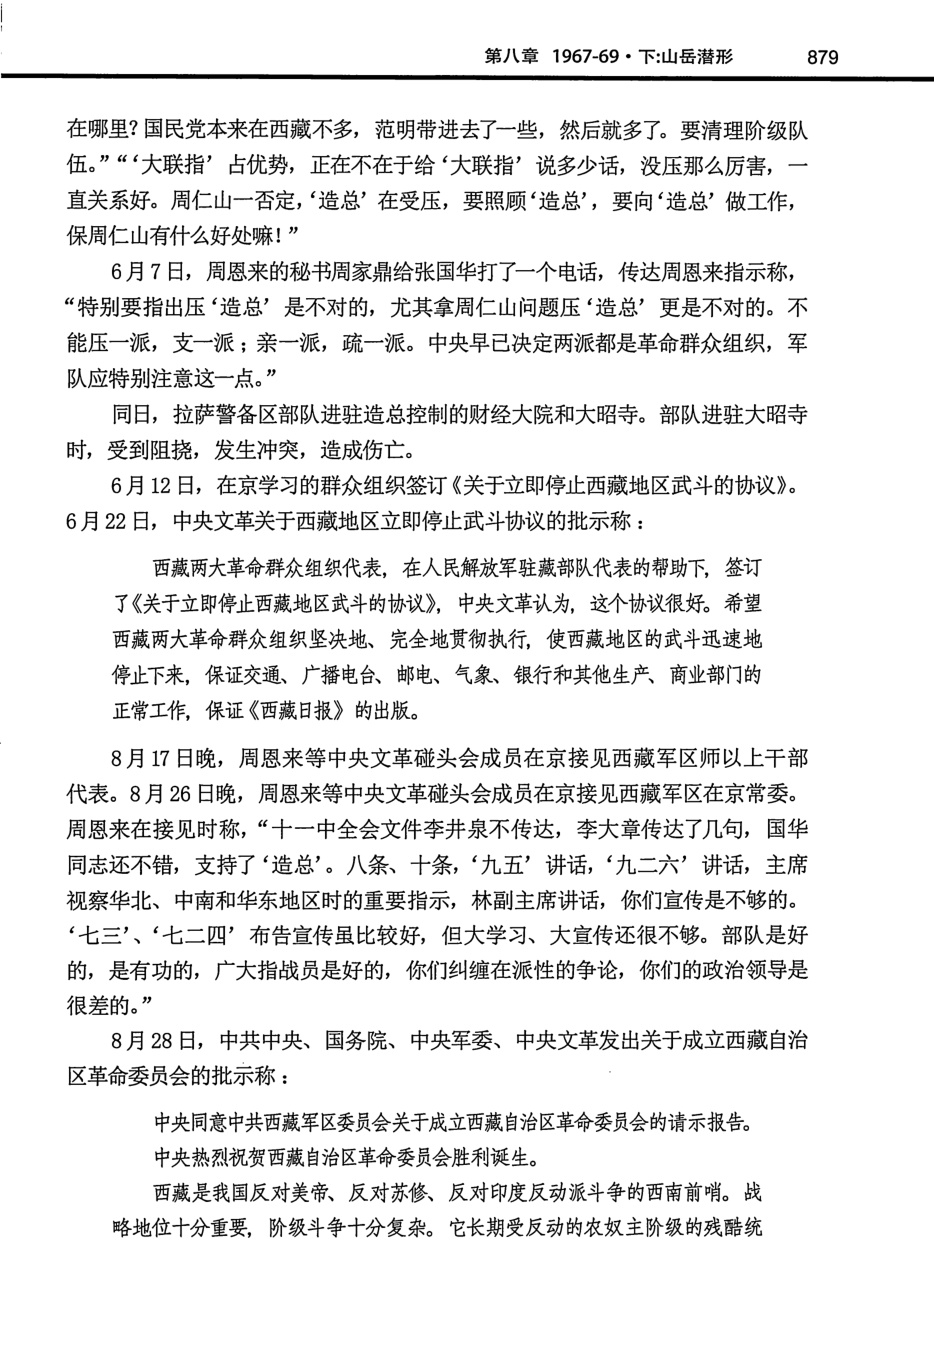 第八章 1967-69·下:山岳潜形 879
在哪里?国民党本来在西藏不多，范明带进去了一些，然后就多了。要清理阶级队
伍。”“‘大联指’占优势，正在不在于给‘大联指’说多少话，没压那么厉害，一
直关系好。周仁山一否定，‘造总’在受压，要照顾‘造总’，要向‘造总’做工作，
保周仁山有什么好处嘛！”
6月7日，周恩来的秘书周家鼎给张国华打了一个电话，传达周恩来指示称，
“特别要指出压‘造总’是不对的，尤其拿周仁山问题压‘造总’更是不对的。不
能压一派，支一派；亲一派，疏一派。中央早已决定两派都是革命群众组织，军
队应特别注意这一点。”
同日，拉萨警备区部队进驻造总控制的财经大院和大昭寺。部队进驻大昭寺
时，受到阻挠，发生冲突，造成伤亡。
6月12日，在京学习的群众组织签订《关于立即停止西藏地区武斗的协议》。
6月22日，中央文革关于西藏地区立即停止武斗协议的批示称：
西藏两大革命群众组织代表，在人民解放军驻藏部队代表的帮助下，签订
了《关于立即停止西藏地区武斗的协议》，中央文革认为，这个协议很好。希望
西藏两大革命群众组织坚决地、完全地贯彻执行，使西藏地区的武斗迅速地
停止下来，保证交通、广播电台、邮电、气象、银行和其他生产、商业部门的
正常工作，保证《西藏日报》的出版。
8月17日晚，周恩来等中央文革碰头会成员在京接见西藏军区师以上干部
代表。8月26日晚，周恩来等中央文革碰头会成员在京接见西藏军区在京常委。
周恩来在接见时称，“十一中全会文件李井泉不传达，李大章传达了几句，国华
同志还不错，支持了‘造总’。八条、十条，‘九五’讲话，‘九二六’讲话，主席
视察华北、中南和华东地区时的重要指示，林副主席讲话，你们宣传是不够的。
‘七三’、‘七二四’布告宣传虽比较好，但大学习、大宣传还很不够。部队是好
的，是有功的，广大指战员是好的，你们纠缠在派性的争论，你们的政治领导是
很差的。”
8月28日，中共中央、国务院、中央军委、中央文革发出关于成立西藏自治
区革命委员会的批示称：
中央同意中共西藏军区委员会关于成立西藏自治区革命委员会的请示报告。
中央热烈祝贺西藏自治区革命委员会胜利诞生。
西藏是我国反对美帝、反对苏修、反对印度反动派斗争的西南前哨。战
略地位十分重要，阶级斗争十分复杂。它长期受反动的农奴主阶级的残酷统